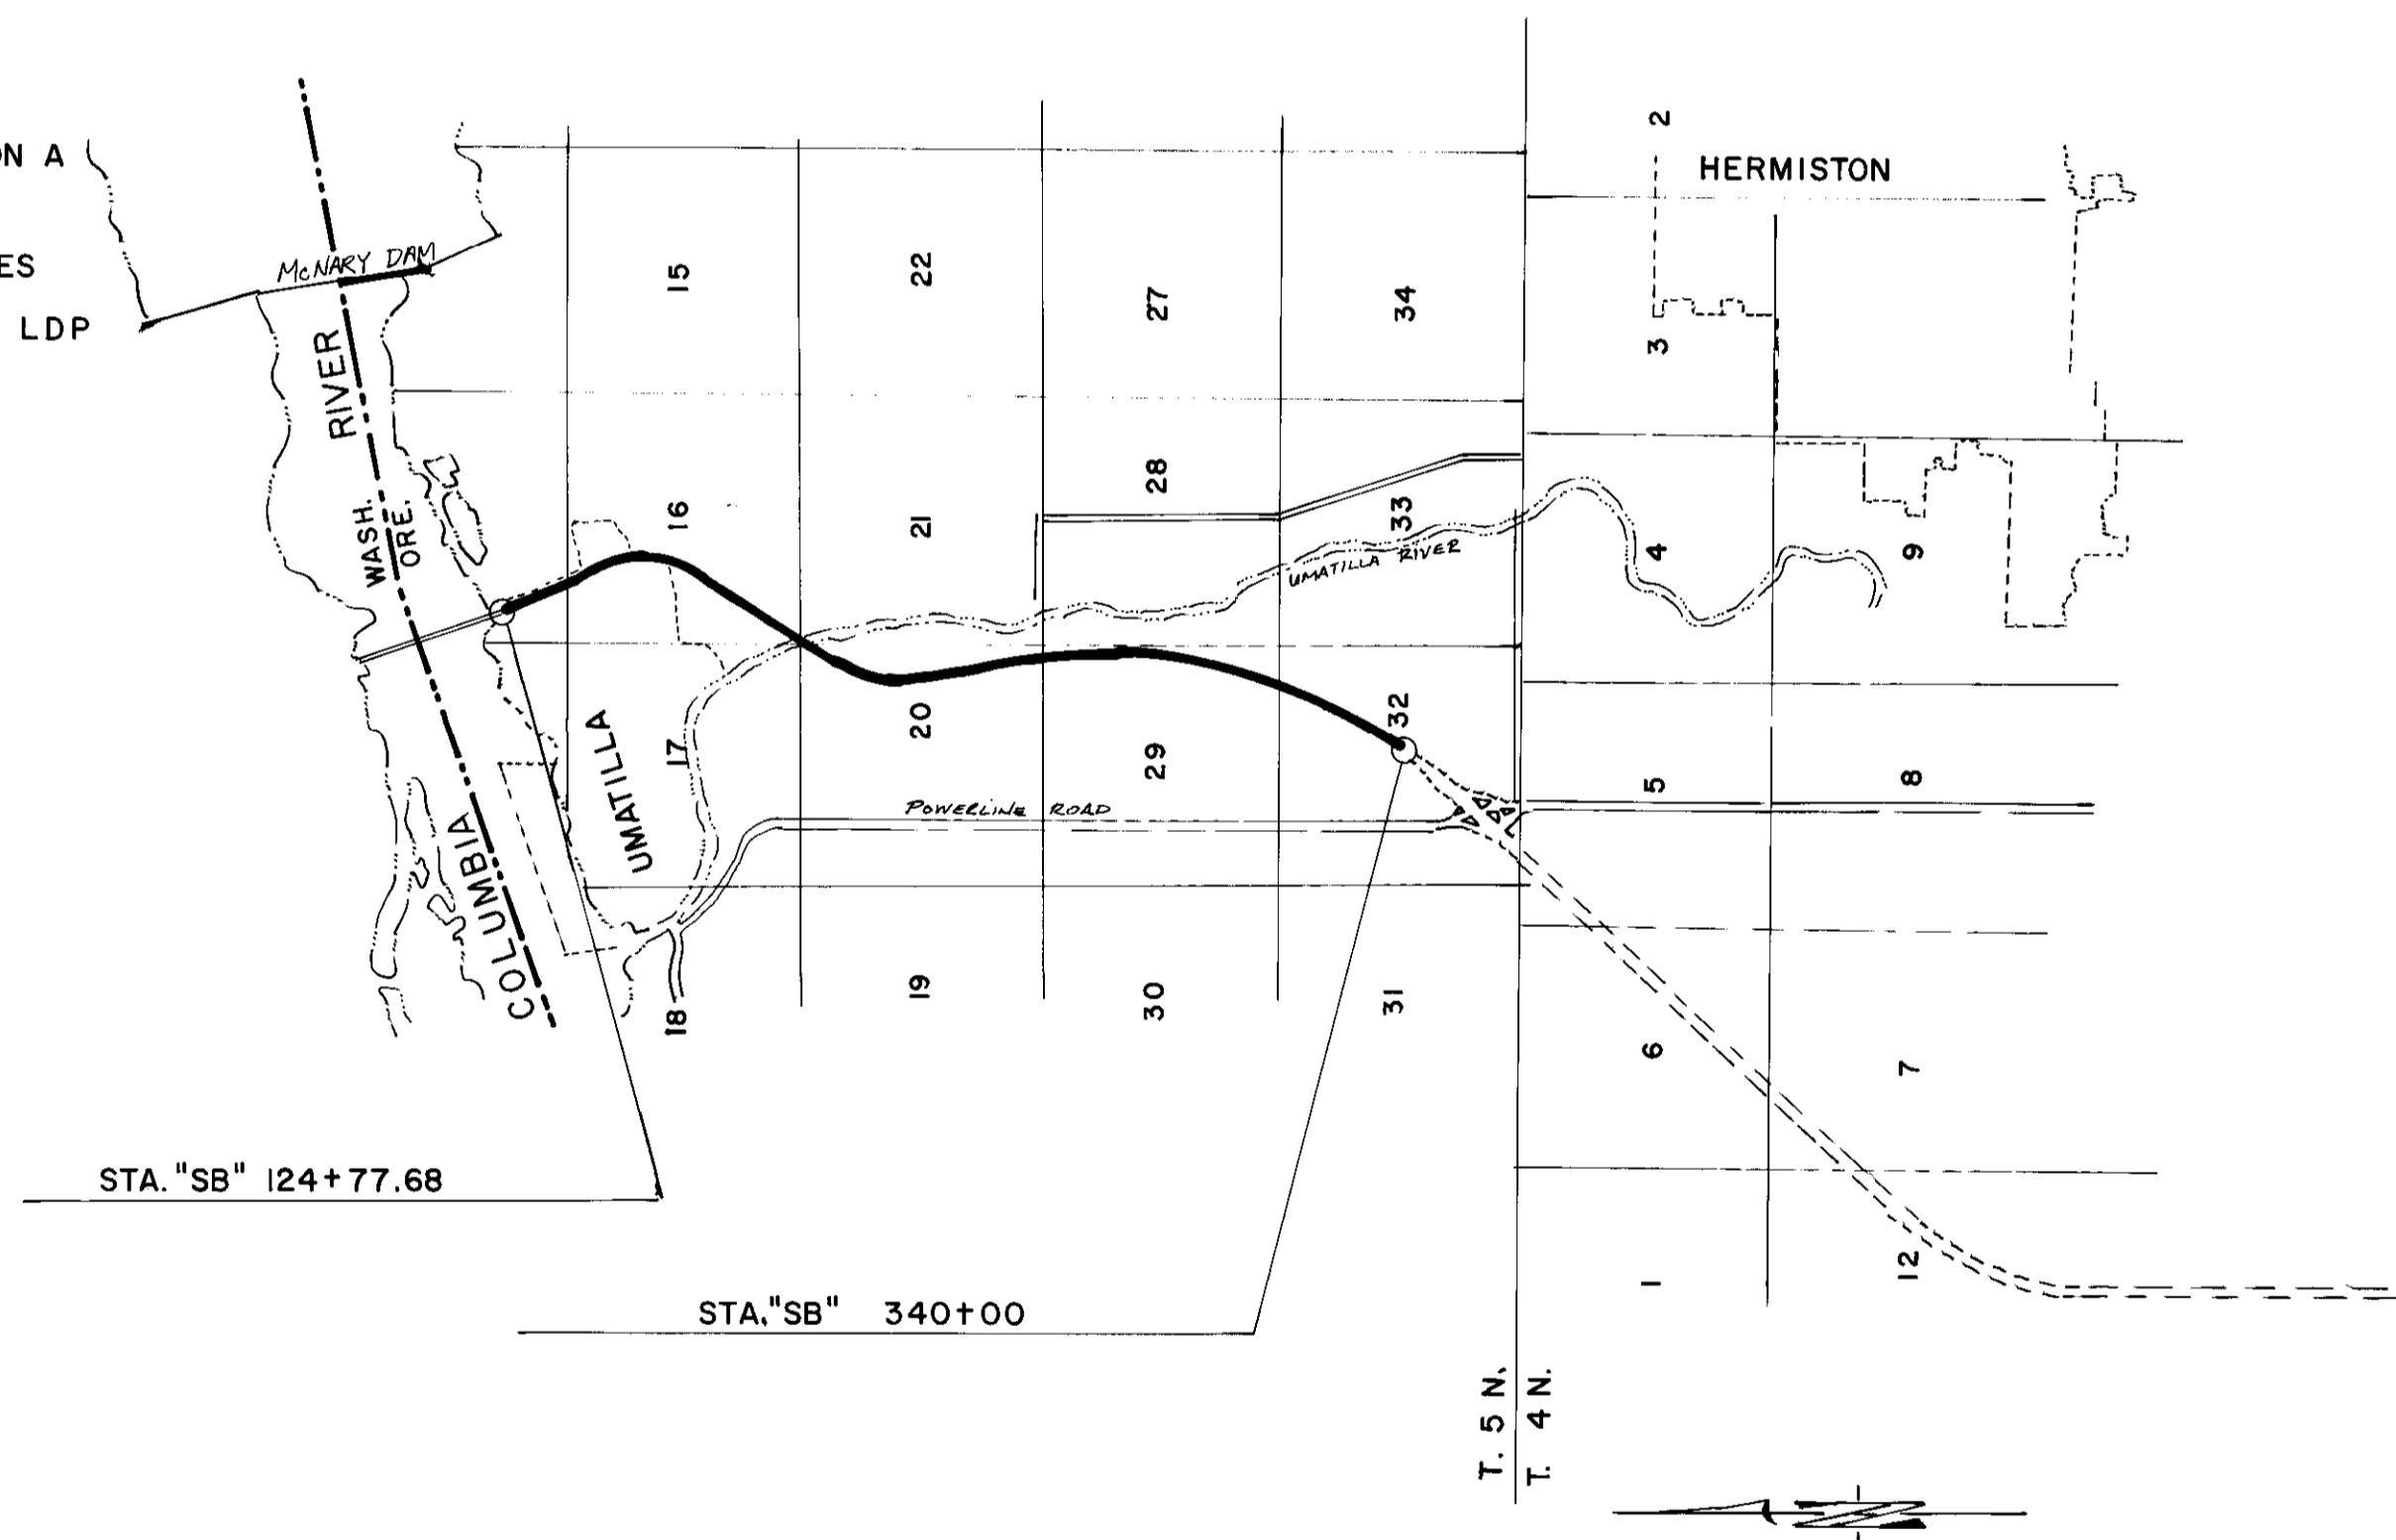 ON A
ES
LDP
McNARY DAM
RIVER
WASH.
ORE.
COLUMBIA
UMATILLA
HERMISTON
UMATILLA RIVER
POWERLINE ROAD
2
15
22
27
34
3
16
21
28
33
4
9
17
20
29
32
5
8
18
19
30
31
6
7
1
12
STA. "SB" 124+77.68
STA. "SB" 340+00
T. 5 N.
T. 4 N.